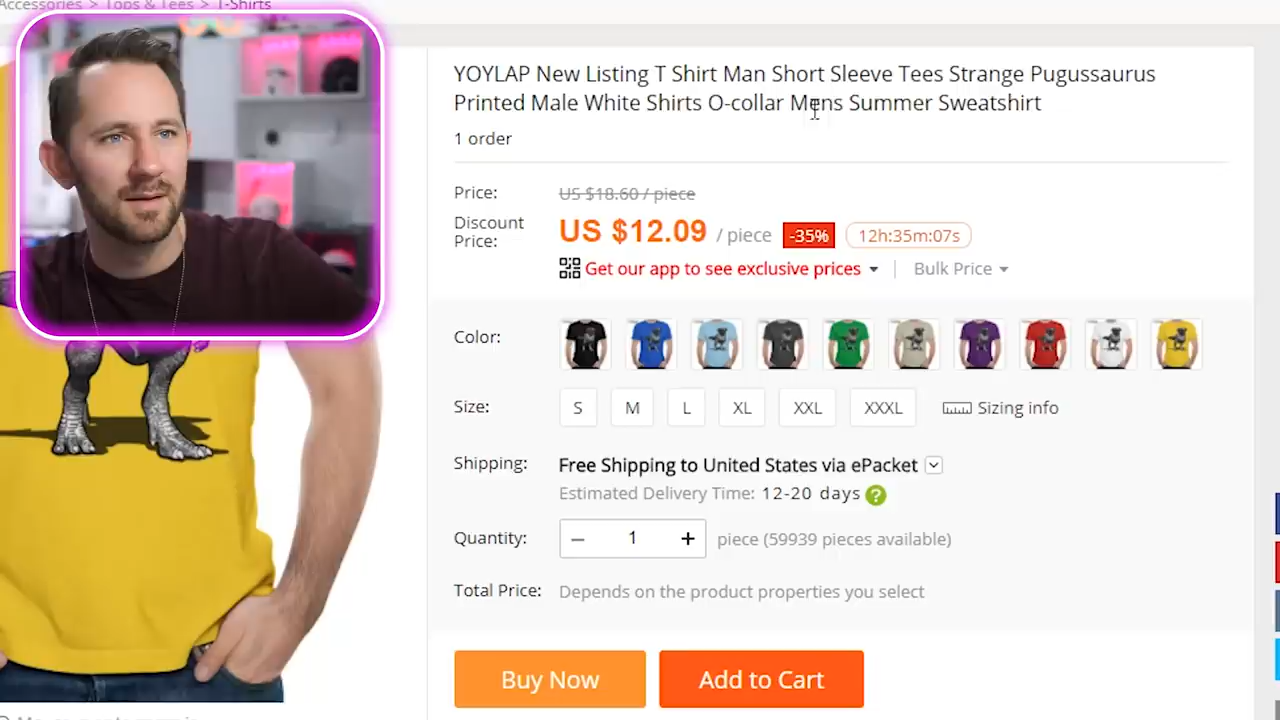 Accessories > Tops & Tees > T-Shirts
YOYLAP New Listing T Shirt Man Short Sleeve Tees Strange Pugussaurus
Printed Male White Shirts O-collar Mens Summer Sweatshirt
1 order
Price: US $18.60 / piece
Discount
Price: US $12.09 / piece -35% 12h:35m:07s
Get our app to see exclusive prices Bulk Price
Color:
Size: S M L XL XXL XXXL Sizing info
Shipping: Free Shipping to United States via ePacket
Estimated Delivery Time: 12-20 days ?
Quantity: − 1 + piece (59939 pieces available)
Total Price: Depends on the product properties you select
Buy Now Add to Cart